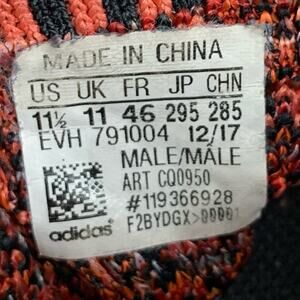 MADE IN CHINA
US UK FR JP CHN
11½ 11 46 295 285
EVH 791004 12/17
MALE/MÂLE
ART CQ0950
#119366928
F2BYDGX>00001
adidas